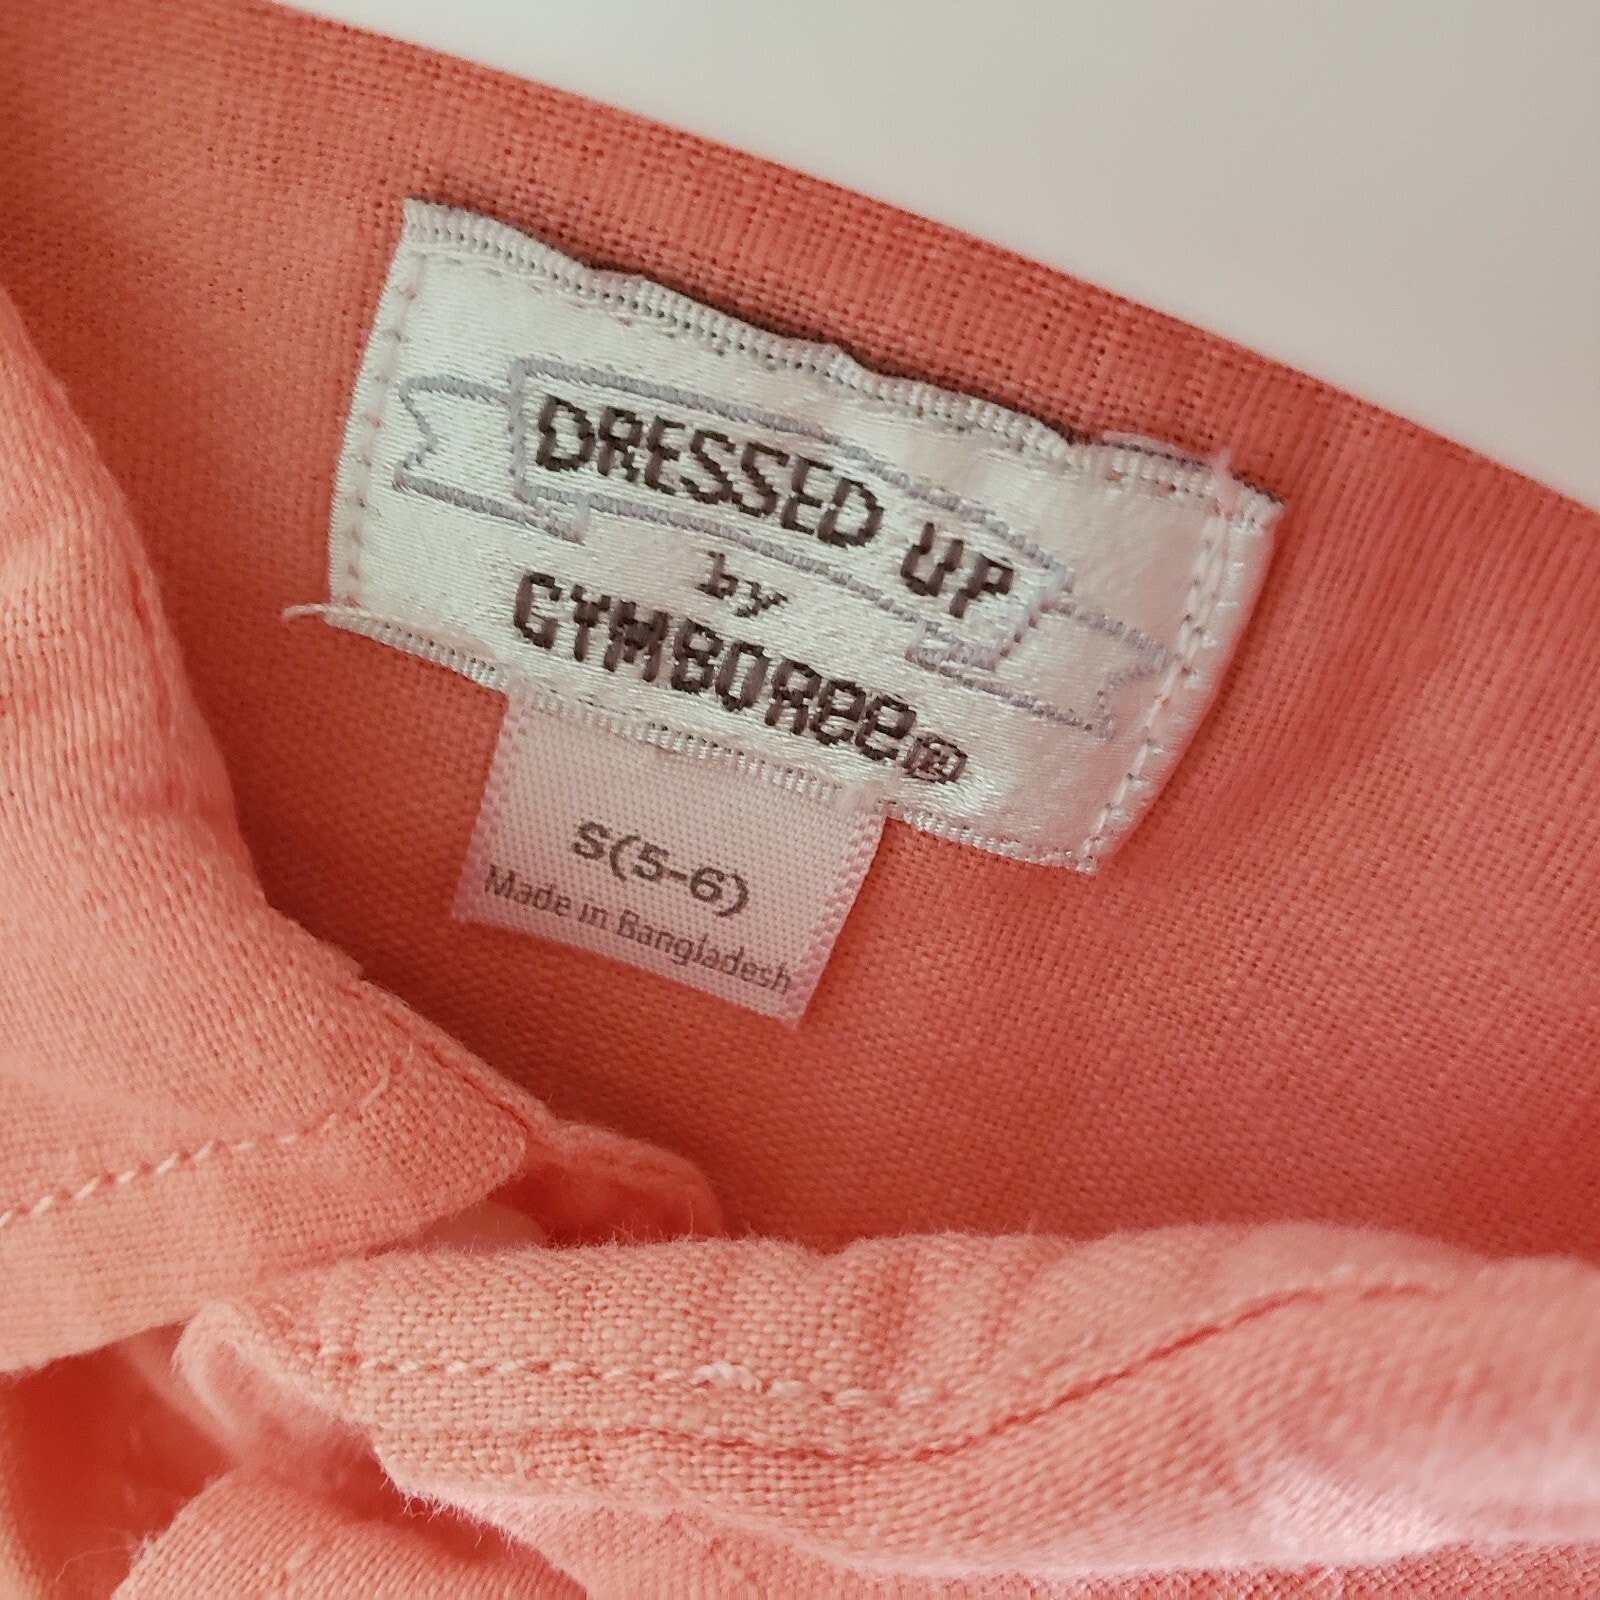 DRESSED UP
by
GYMBOREE®
S(5-6)
Made in Bangladesh